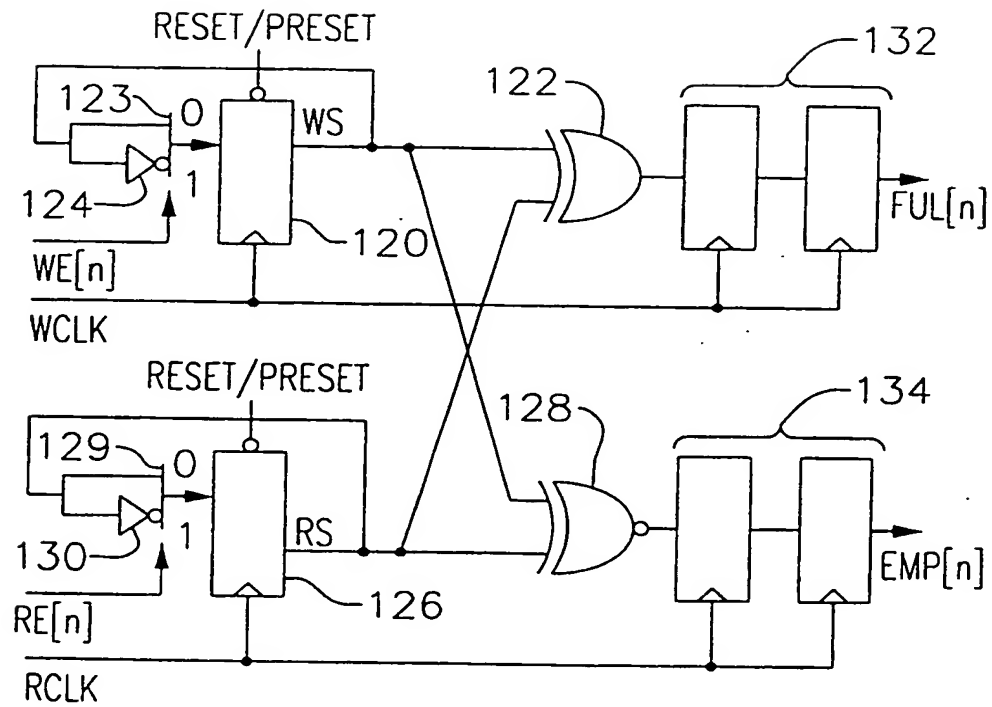 RESET/PRESET
132
123
0
WS
122
124
1
120
FUL[n]
WE[n]
WCLK
RESET/PRESET
134
128
129
0
RS
130
1
126
EMP[n]
RE[n]
RCLK